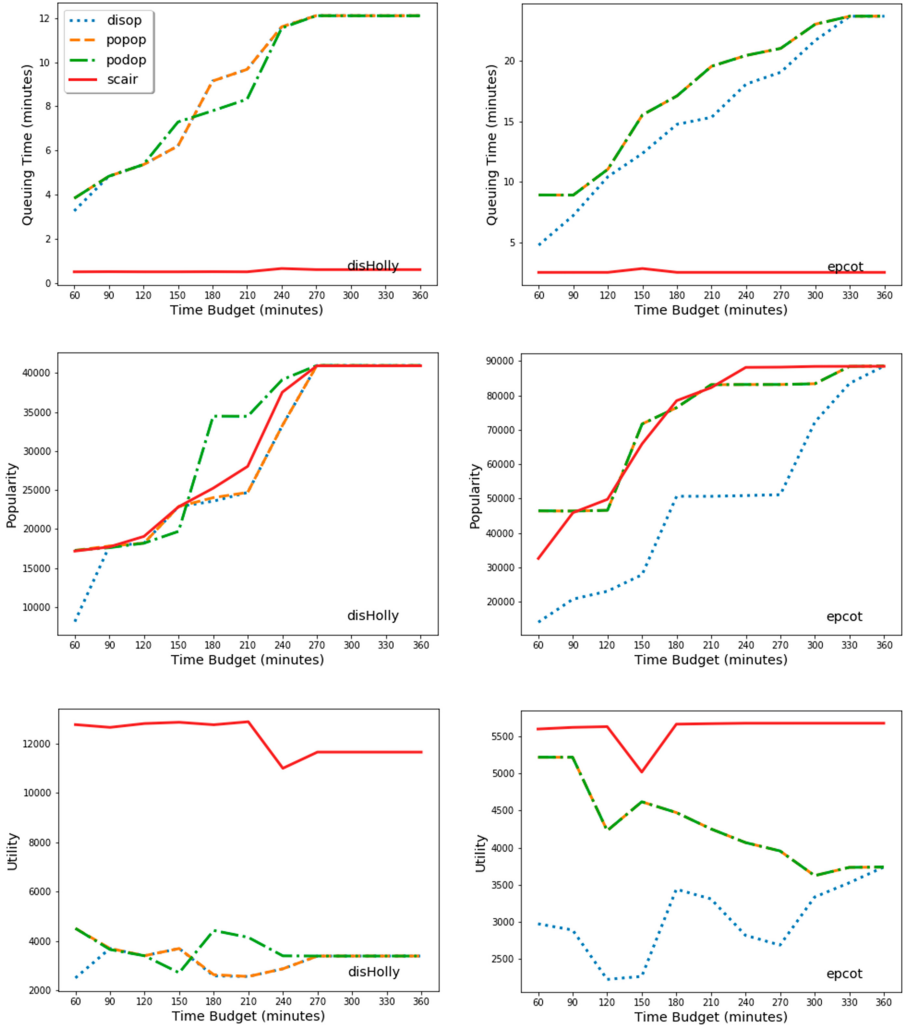 disop
popop
podop
scair
Queuing Time (minutes)
12
10
8
6
4
2
0
disHolly
60 90 120 150 180 210 240 270 300 330 360
Time Budget (minutes)
Queuing Time (minutes)
20
15
10
5
epcot
60 90 120 150 180 210 240 270 300 330 360
Time Budget (minutes)
Popularity
40000
35000
30000
25000
20000
15000
10000
disHolly
60 90 120 150 180 210 240 270 300 330 360
Time Budget (minutes)
Popularity
90000
80000
70000
60000
50000
40000
30000
20000
epcot
60 90 120 150 180 210 240 270 300 330 360
Time Budget (minutes)
Utility
12000
10000
8000
6000
4000
2000
disHolly
60 90 120 150 180 210 240 270 300 330 360
Time Budget (minutes)
Utility
5500
5000
4500
4000
3500
3000
2500
epcot
60 90 120 150 180 210 240 270 300 330 360
Time Budget (minutes)